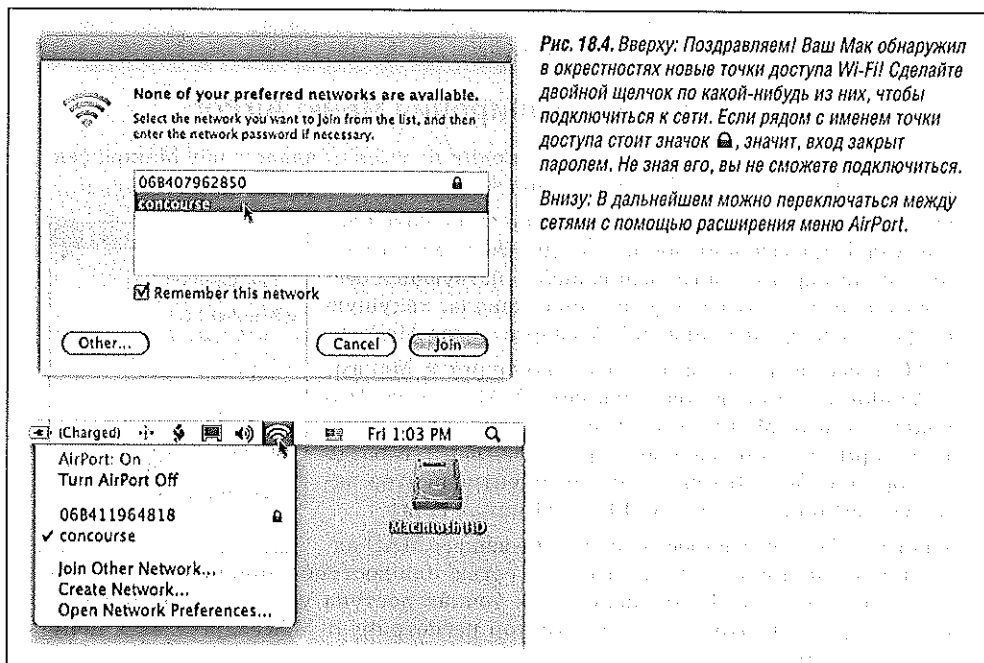 Рис. 18.4. Вверху: Поздравляем! Ваш Мак обнаружил
в окрестностях новые точки доступа Wi-Fi! Сделайте
двойной щелчок по какой-нибудь из них, чтобы
подключиться к сети. Если рядом с именем точки
доступа стоит значок 🔒, значит, вход закрыт
паролем. Не зная его, вы не сможете подключиться.
Внизу: В дальнейшем можно переключаться между
сетями с помощью расширения меню AirPort.
None of your preferred networks are available.
Select the network you want to join from the list, and then
enter the network password if necessary.
06B407962850
concourse
Remember this network
Other...
Cancel
Join
(Charged)
Fri 1:03 PM
AirPort: On
Turn AirPort Off
06B411964818
✓ concourse
Join Other Network...
Create Network...
Open Network Preferences...
Macintosh HD